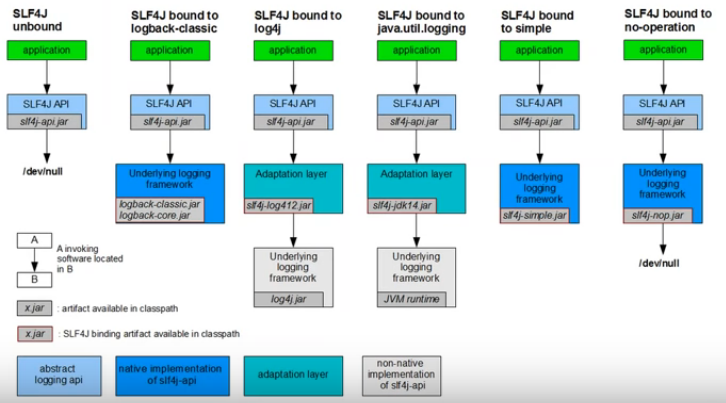 SLF4J
unbound
SLF4J bound to
logback-classic
SLF4J bound to
log4j
SLF4J bound to
java.util.logging
SLF4J bound
to simple
SLF4J bound to
no-operation
application
application
application
application
application
application
SLF4J API
slf4j-api.jar
SLF4J API
slf4j-api.jar
SLF4J API
slf4j-api.jar
SLF4J API
slf4j-api.jar
SLF4J API
slf4j-api.jar
SLF4J API
slf4j-api.jar
/dev/null
Underlying logging
framework
logback-classic.jar
logback-core.jar
Adaptation layer
slf4j-log412.jar
Adaptation layer
slf4j-jdk14.jar
Underlying
logging
framework
slf4j-simple.jar
Underlying
logging
framework
slf4j-nop.jar
Underlying
logging
framework
log4j.jar
Underlying
logging
framework
JVM runtime
/dev/null
A
B
A invoking
software located
in B
x.jar
: artifact available in classpath
x.jar
: SLF4J binding artifact available in classpath
abstract
logging api
native implementation
of slf4j-api
adaptation layer
non-native
implementation
of slf4j-api